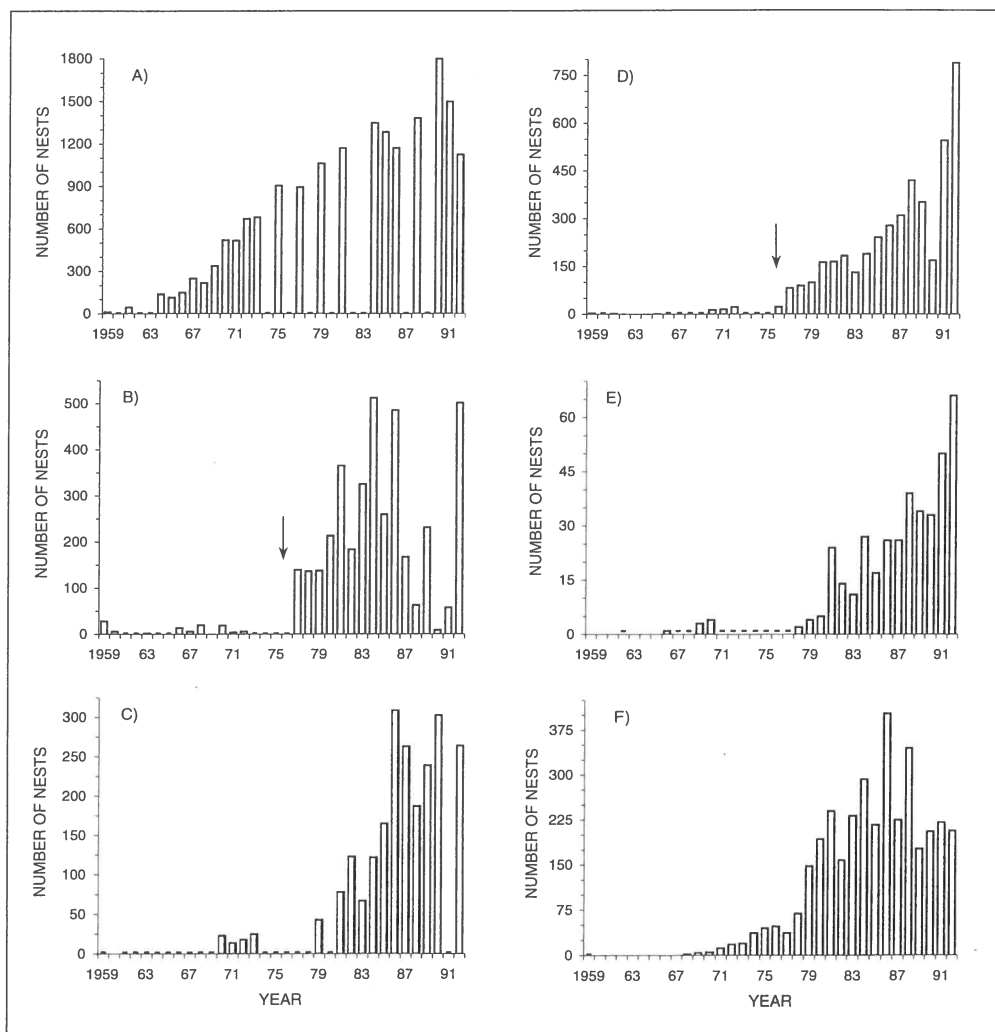 A)
NUMBER OF NESTS
1800
1500
1200
900
600
300
0
1959 63 67 71 75 79 83 87 91
D)
NUMBER OF NESTS
750
600
450
300
150
0
1959 63 67 71 75 79 83 87 91
B)
NUMBER OF NESTS
500
400
300
200
100
0
1959 63 67 71 75 79 83 87 91
E)
NUMBER OF NESTS
60
45
30
15
0
1959 63 67 71 75 79 83 87 91
C)
NUMBER OF NESTS
300
250
200
150
100
50
0
1959 63 67 71 75 79 83 87 91
YEAR
F)
NUMBER OF NESTS
375
300
225
150
75
0
1959 63 67 71 75 79 83 87 91
YEAR